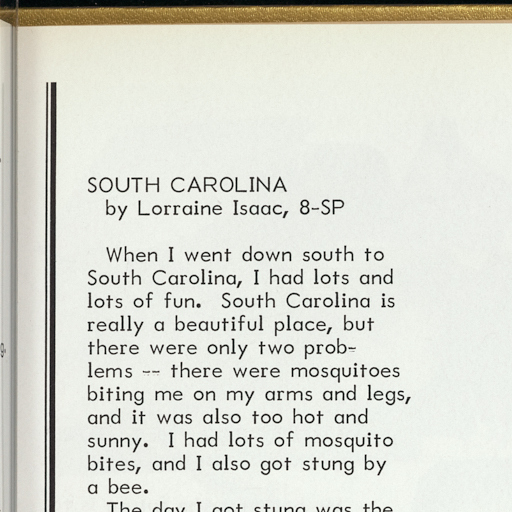 SOUTH CAROLINA
by Lorraine Isaac, 8-SP
When I went down south to
South Carolina, I had lots and
lots of fun. South Carolina is
really a beautiful place, but
there were only two prob-
lems -- there were mosquitoes
biting me on my arms and legs,
and it was also too hot and
sunny. I had lots of mosquito
bites, and I also got stung by
a bee.
The day I got stung was the